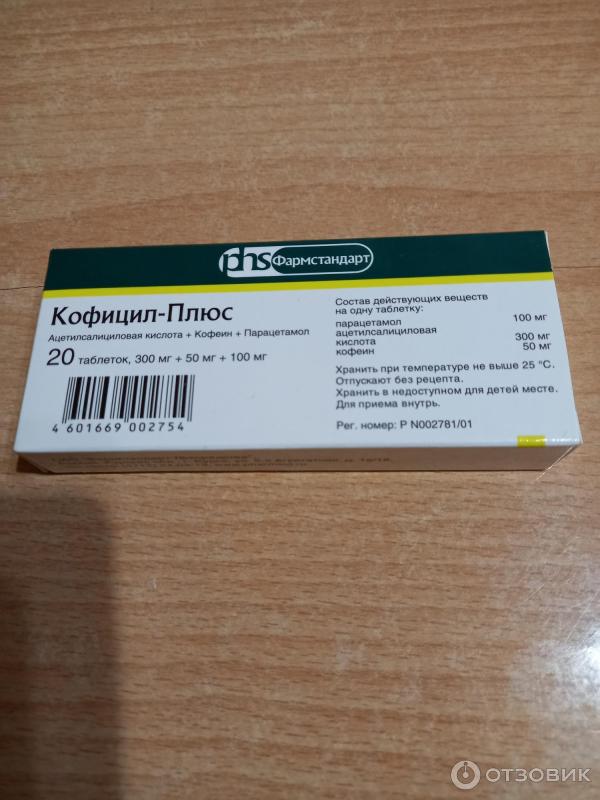 phs Фармстандарт
Кофицил-Плюс
Ацетилсалициловая кислота + Кофеин + Парацетамол
20 таблеток, 300 мг + 50 мг + 100 мг
4 601669 002754
Состав действующих веществ
на одну таблетку:
парацетамол 100 мг
ацетилсалициловая
кислота 300 мг
кофеин 50 мг
Хранить при температуре не выше 25 °С.
Отпускают без рецепта.
Хранить в недоступном для детей месте.
Для приема внутрь.
Рег. номер: Р N002781/01
ОТЗОВИК